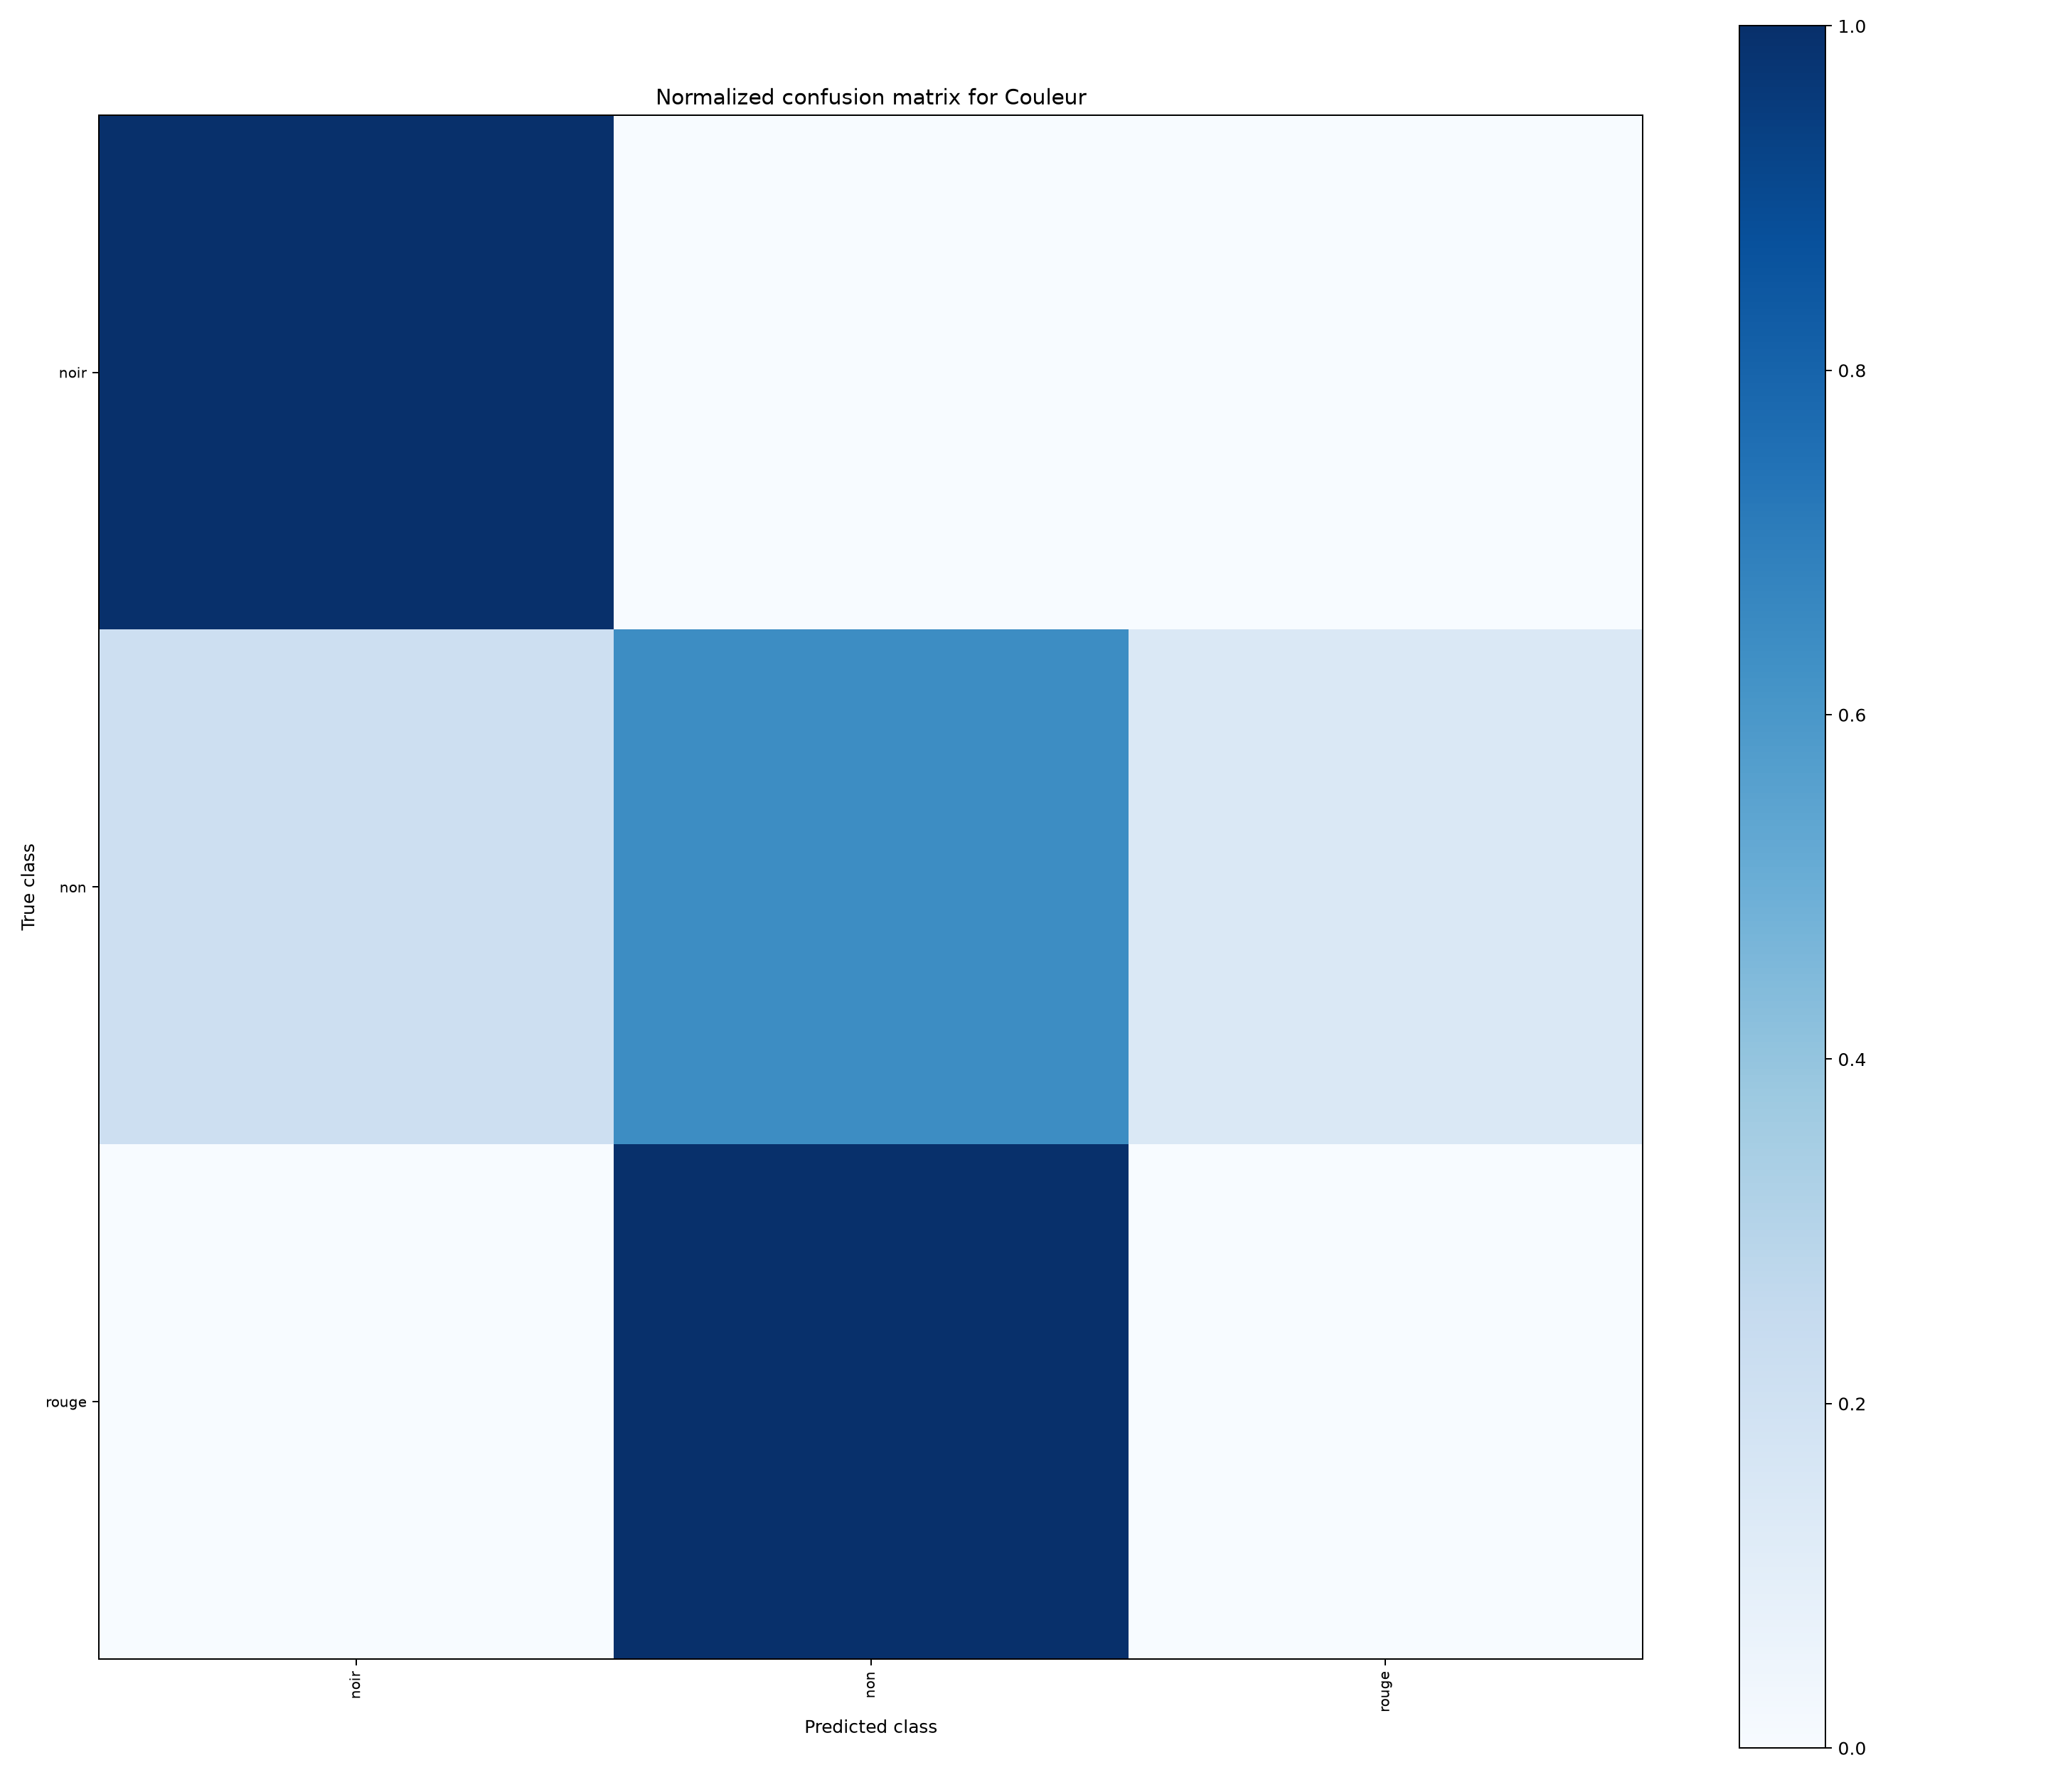 Normalized confusion matrix for Couleur
True class
noir
non
rouge
noir
non
rouge
Predicted class
1.0
0.8
0.6
0.4
0.2
0.0